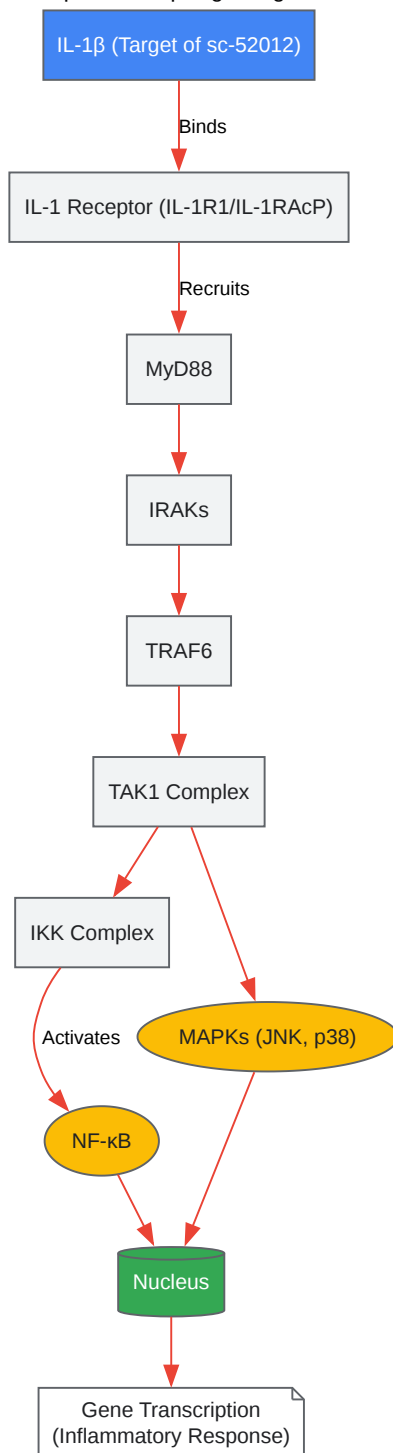 IL-1β (Target of sc-52012)
Binds
IL-1 Receptor (IL-1R1/IL-1RAcP)
Recruits
MyD88
IRAKs
TRAF6
TAK1 Complex
IKK Complex
MAPKs (JNK, p38)
Activates
NF-κB
Nucleus
Gene Transcription
(Inflammatory Response)